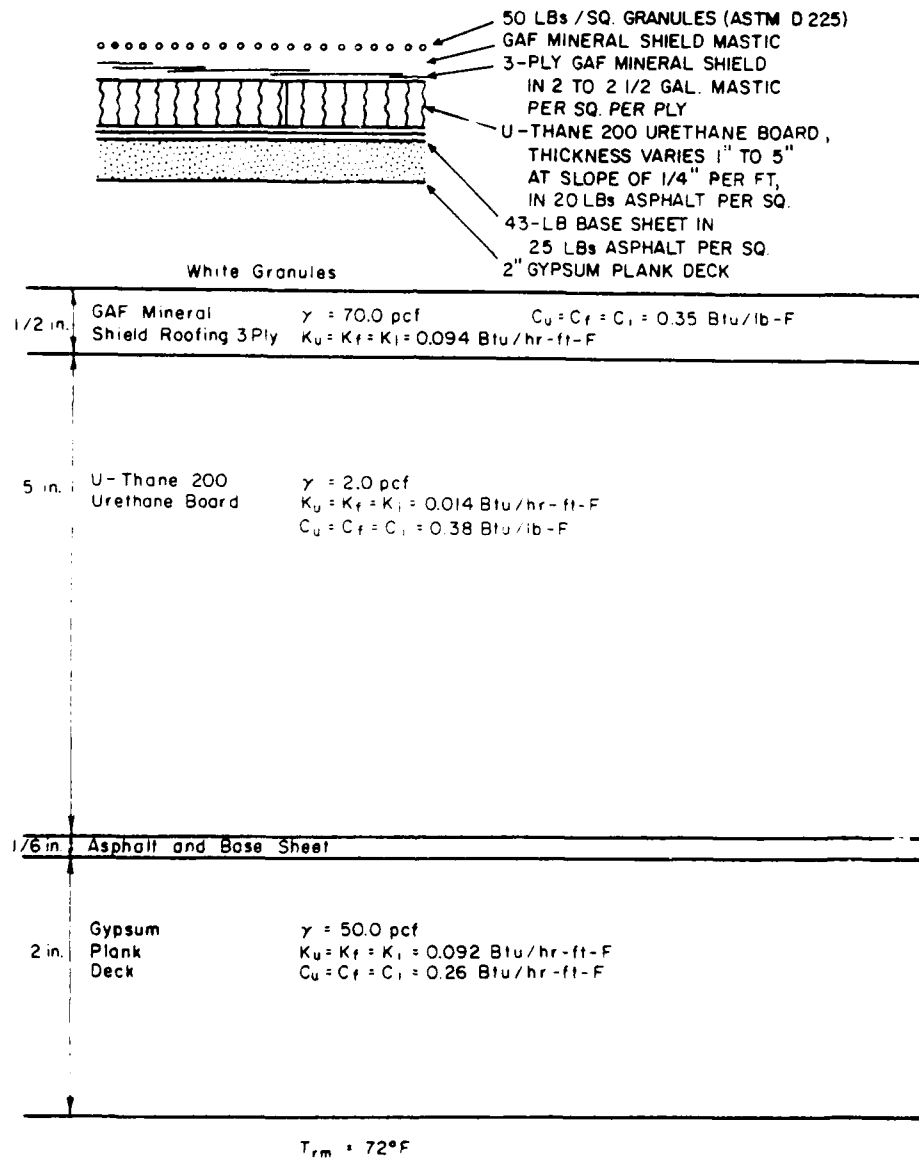 50 LBs / SQ. GRANULES (ASTM D 225)
GAF MINERAL SHIELD MASTIC
3-PLY GAF MINERAL SHIELD
IN 2 TO 2 1/2 GAL. MASTIC
PER SQ. PER PLY
U-THANE 200 URETHANE BOARD,
THICKNESS VARIES 1" TO 5"
AT SLOPE OF 1/4" PER FT,
IN 20 LBs ASPHALT PER SQ.
43-LB BASE SHEET IN
25 LBs ASPHALT PER SQ.
2" GYPSUM PLANK DECK
White Granules
1/2 in. GAF Mineral γ = 70.0 pcf Cu = Cf = Ci = 0.35 Btu/lb-F
Shield Roofing 3 Ply Ku = Kf = Ki = 0.094 Btu/hr-ft-F
5 in. U-Thane 200 γ = 2.0 pcf
Urethane Board Ku = Kf = Ki = 0.014 Btu/hr-ft-F
Cu = Cf = Ci = 0.38 Btu/lb-F
1/6 in. Asphalt and Base Sheet
Gypsum γ = 50.0 pcf
2 in. Plank Ku = Kf = Ki = 0.092 Btu/hr-ft-F
Deck Cu = Cf = Ci = 0.26 Btu/hr-ft-F
Trm = 72°F